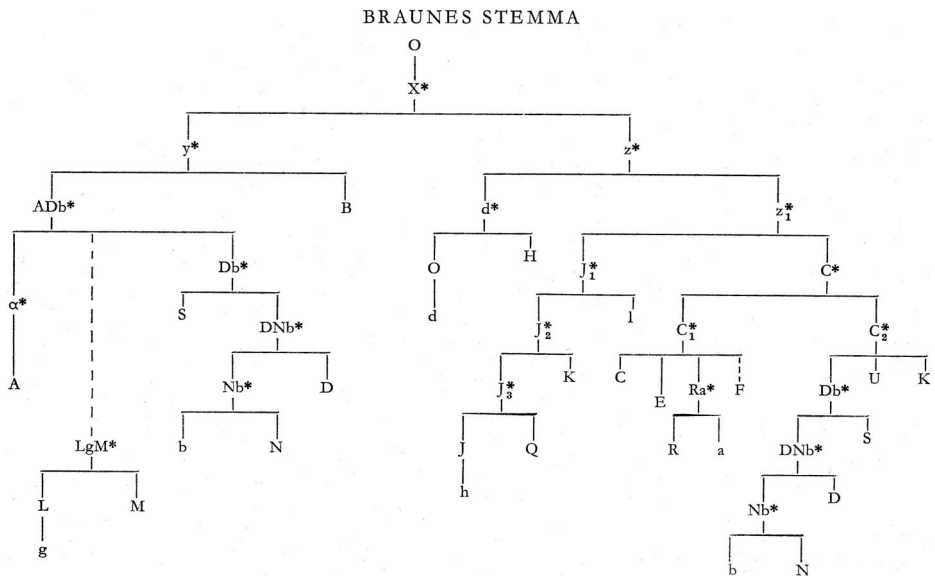 BRAUNES STEMMA
O
X*
y* z*
ADb* B d* z₁*
α* Db* O H J₁* C*
S DNb* d J₂* l C₁* C₂*
A Nb* D J₃* K C E Ra* F Db* U K
LgM* b N J Q R a DNb* S
L M h Nb* D
g b N